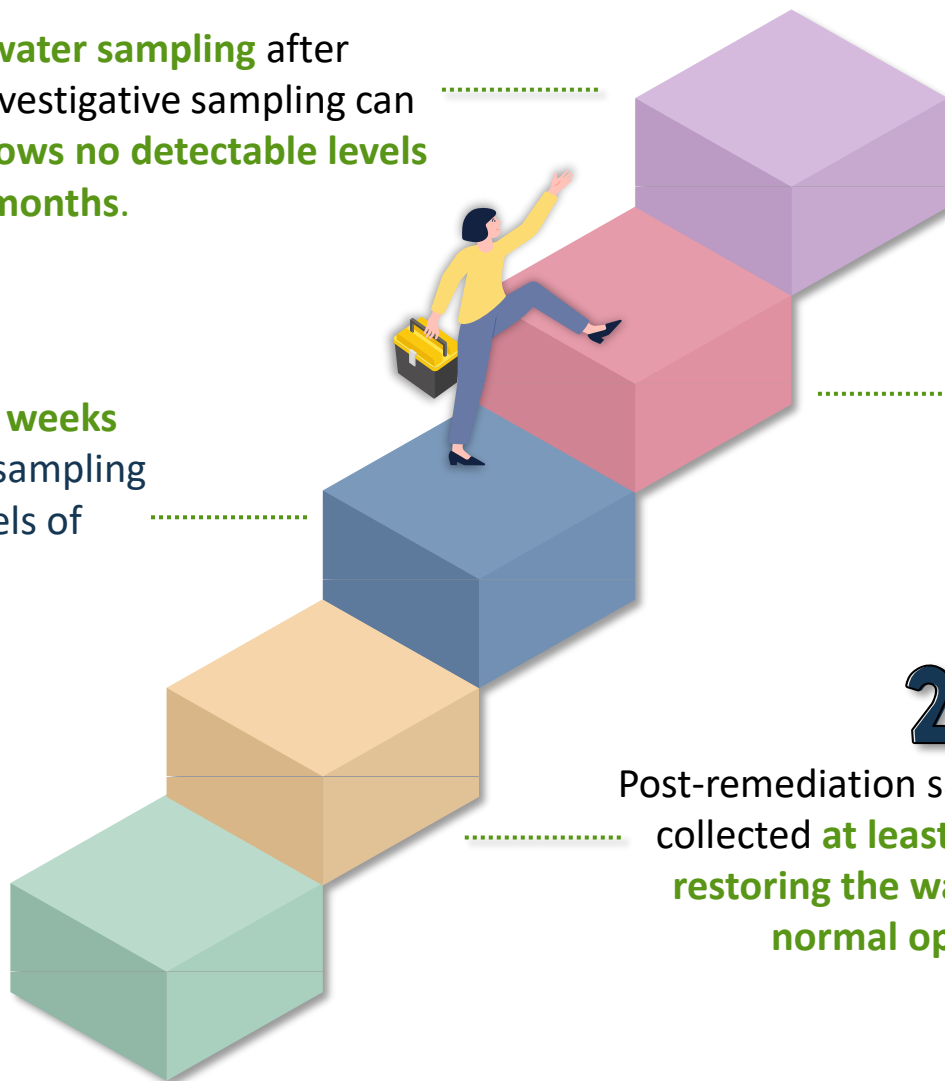 water sampling after
vestigative sampling can
ows no detectable levels
months.
weeks
sampling
els of
2
Post-remediation s
collected at least
restoring the wa
normal op